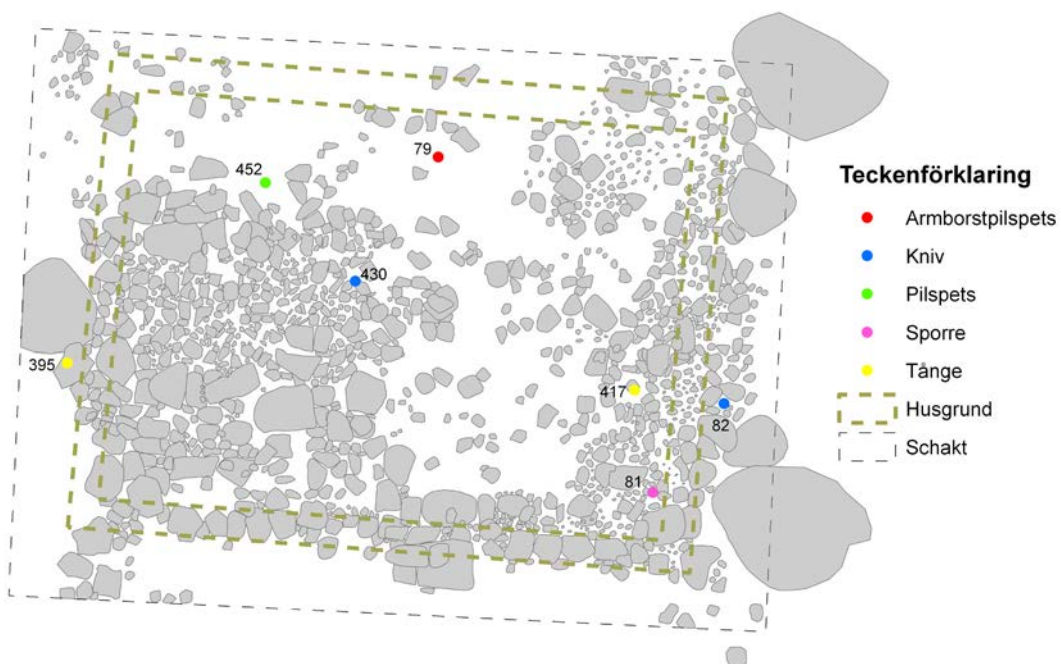 79
452
430
395
417
82
81
Teckenförklaring
Armborstpilspets
Kniv
Pilspets
Sporre
Tånge
Husgrund
Schakt